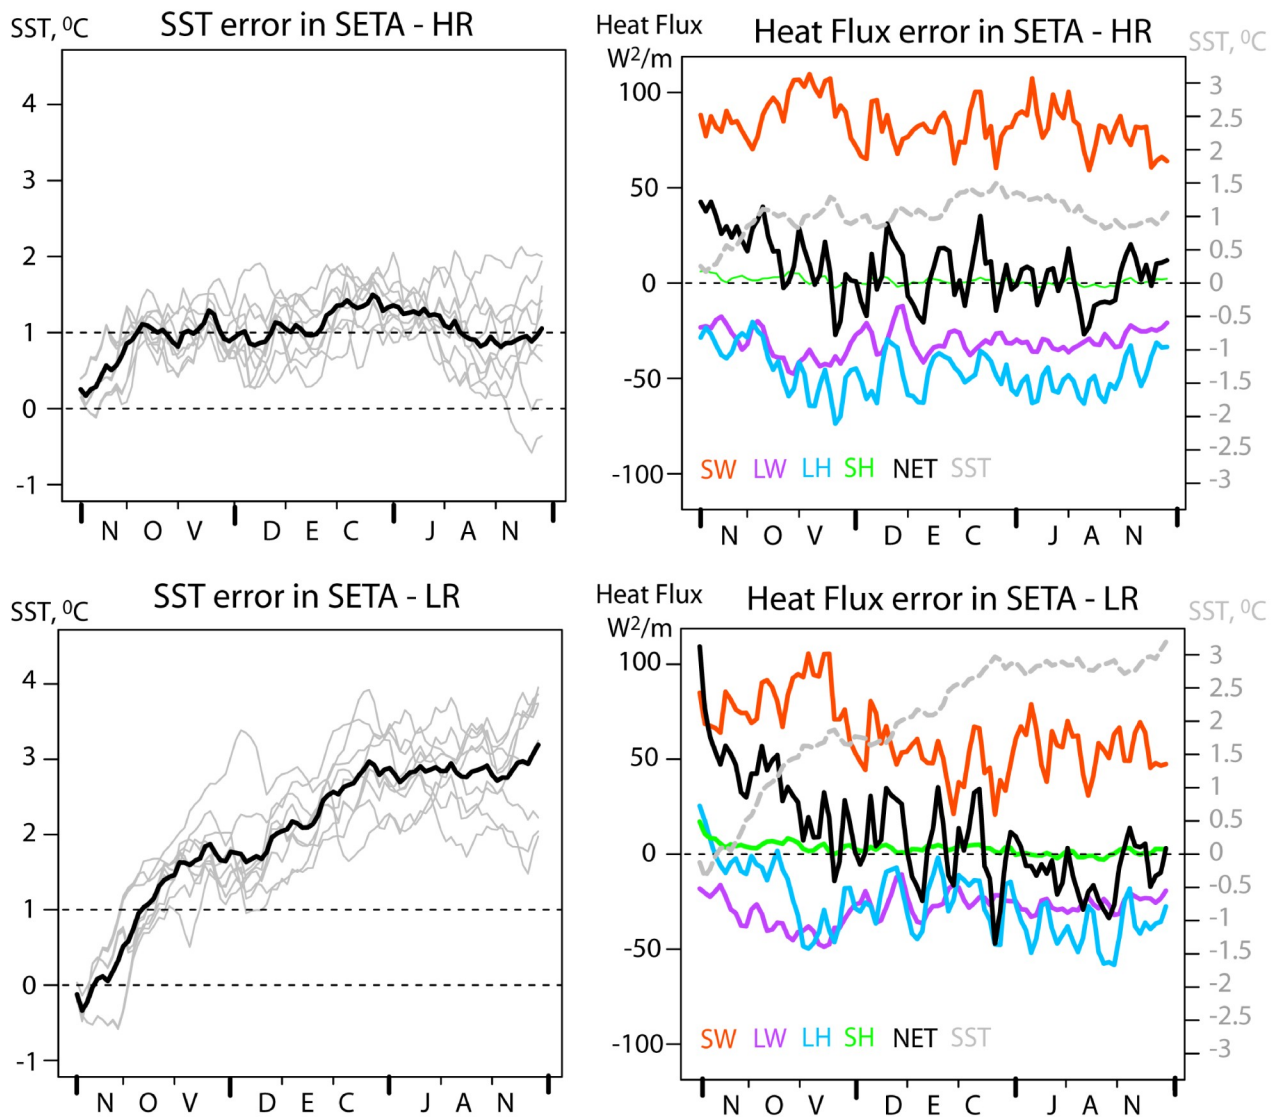 SST error in SETA - HR
SST, ⁰C
4
3
2
1
0
-1
N O V D E C J A N
Heat Flux error in SETA - HR
Heat Flux
W²/m
SST, ⁰C
100
50
0
-50
-100
3
2.5
2
1.5
1
0.5
0
-0.5
-1
-1.5
-2
-2.5
-3
SW LW LH SH NET SST
N O V D E C J A N
SST error in SETA - LR
SST, ⁰C
4
3
2
1
0
-1
N O V D E C J A N
Heat Flux error in SETA - LR
Heat Flux
W²/m
SST, ⁰C
100
50
0
-50
-100
3
2.5
2
1.5
1
0.5
0
-0.5
-1
-1.5
-2
-2.5
-3
SW LW LH SH NET SST
N O V D E C J A N